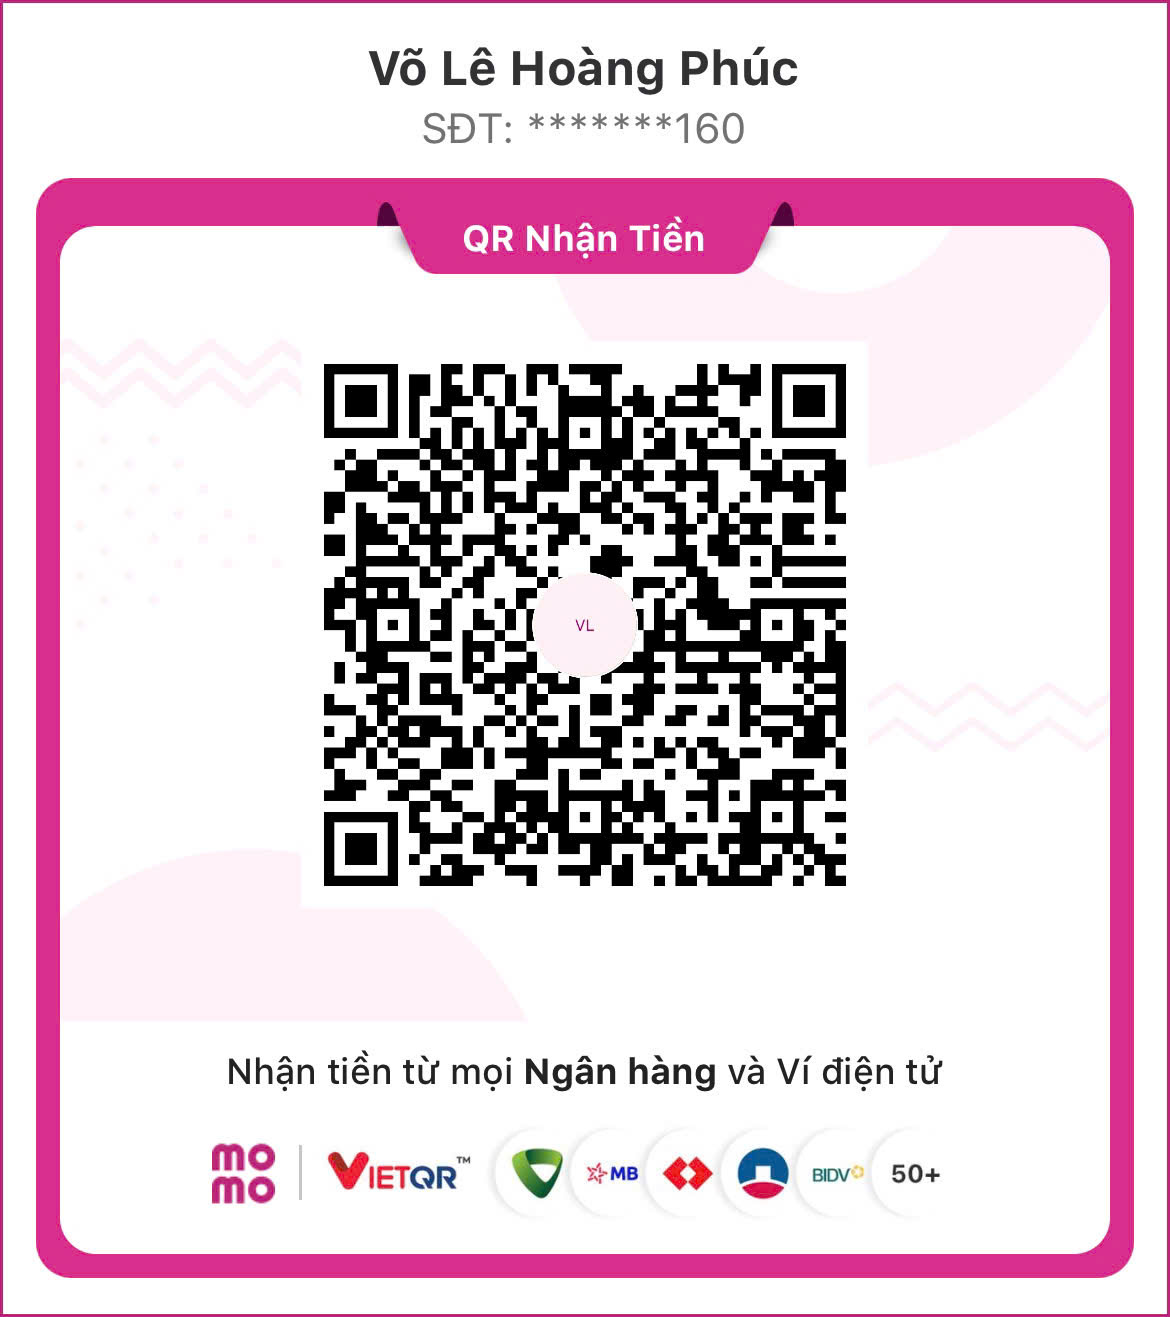 Võ Lê Hoàng Phúc
SĐT: *******160
QR Nhận Tiền
VL
Nhận tiền từ mọi Ngân hàng và Ví điện tử
mo
mo
VIETQR™
MB
BIDV
50+